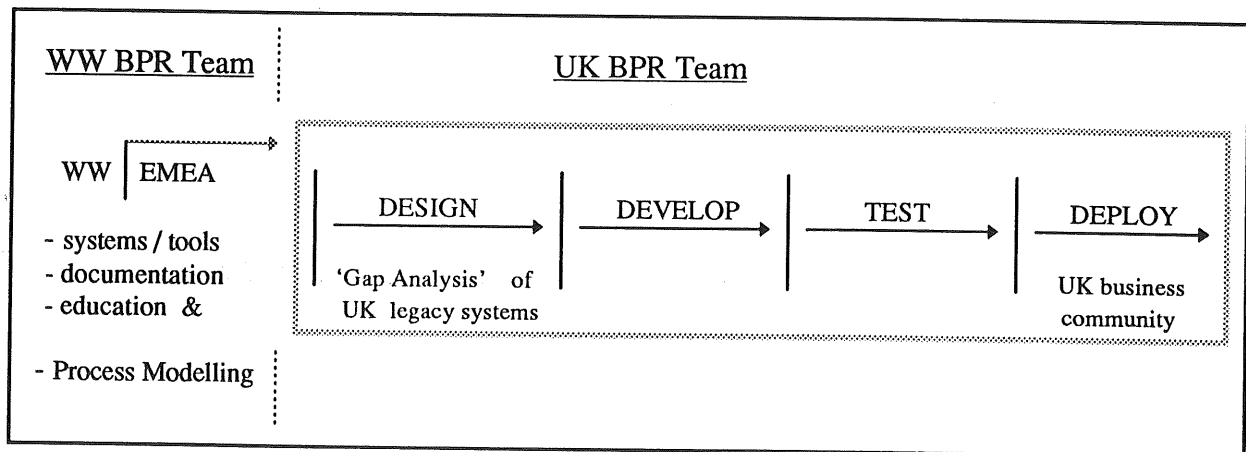 WW BPR Team
UK BPR Team
WW EMEA
- systems / tools
- documentation
- education &
- Process Modelling
DESIGN
'Gap Analysis' of
UK legacy systems
DEVELOP
TEST
DEPLOY
UK business
community